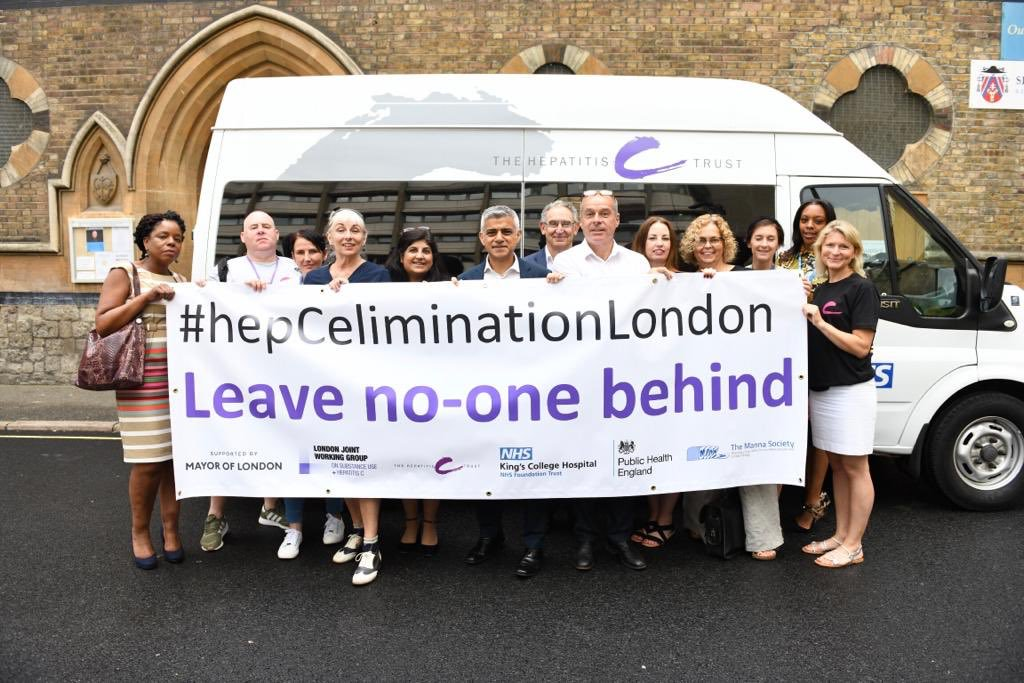 Ou
THE HEPATITIS C TRUST
#hepCeliminationLondon
Leave no-one behind
SUPPORTED BY
MAYOR OF LONDON
LONDON JOINT
WORKING GROUP
ON SUBSTANCE USE
+ HEPATITIS C
THE HEPATITIS C TRUST
NHS
King's College Hospital
NHS Foundation Trust
Public Health
England
The Manna Society